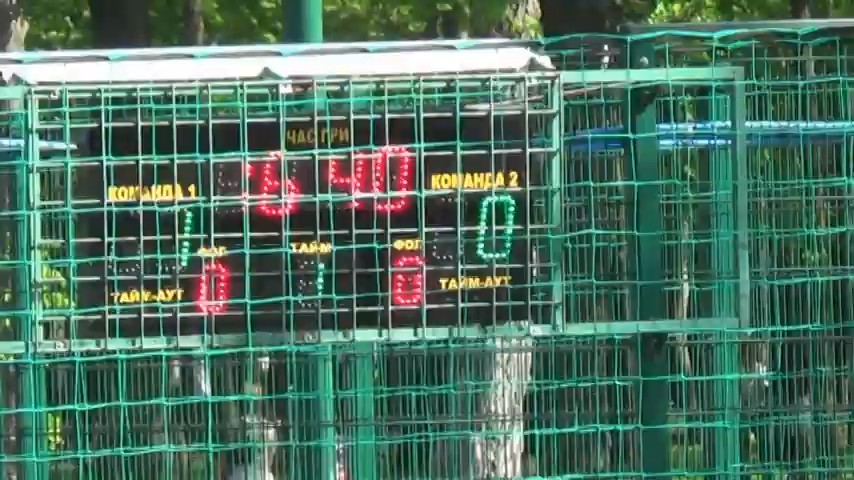 ЧАС ГРИ
6 40
КОМАНДА 1 КОМАНДА 2
1 0
ФОЛ ТАЙМ ФОЛ
0 1 0
ТАЙМ-АУТ ТАЙМ-АУТ